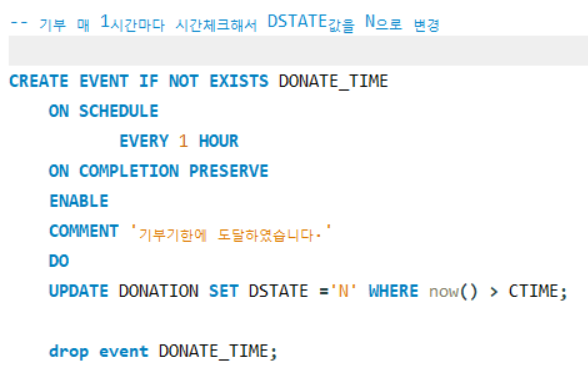 -- 기부 매 1시간마다 시간체크해서 DSTATE값을 N으로 변경
CREATE EVENT IF NOT EXISTS DONATE_TIME
ON SCHEDULE
EVERY 1 HOUR
ON COMPLETION PRESERVE
ENABLE
COMMENT '기부기한에 도달하였습니다.'
DO
UPDATE DONATION SET DSTATE ='N' WHERE now() > CTIME;
drop event DONATE_TIME;